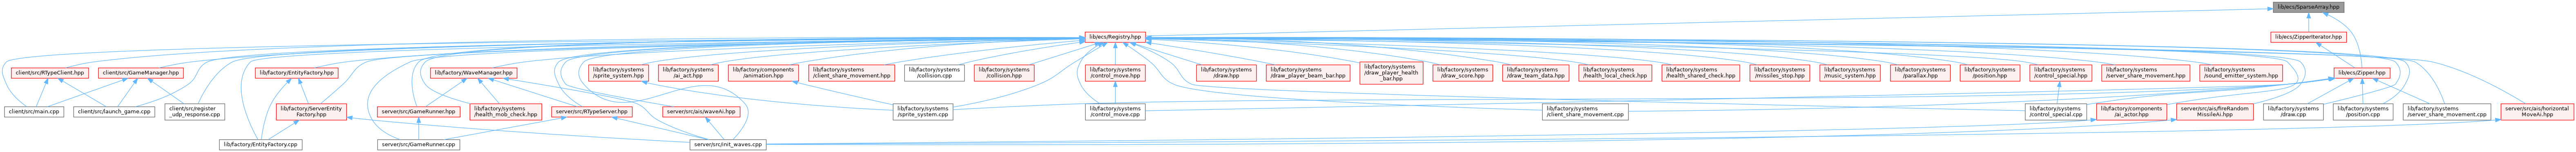 lib/ecs/SparseArray.hpp
lib/ecs/Registry.hpp
lib/ecs/ZipperIterator.hpp
client/src/RTypeClient.hpp
client/src/GameManager.hpp
lib/factory/EntityFactory.hpp
lib/factory/WaveManager.hpp
lib/factory/systems
/sprite_system.hpp
lib/factory/systems
/ai_act.hpp
lib/factory/components
/animation.hpp
lib/factory/systems
/client_share_movement.hpp
lib/factory/systems
/collision.cpp
lib/factory/systems
/collision.hpp
lib/factory/systems
/control_move.hpp
lib/factory/systems
/draw.hpp
lib/factory/systems
/draw_player_beam_bar.hpp
lib/factory/systems
/draw_player_health
_bar.hpp
lib/factory/systems
/draw_score.hpp
lib/factory/systems
/draw_team_data.hpp
lib/factory/systems
/health_local_check.hpp
lib/factory/systems
/health_shared_check.hpp
lib/factory/systems
/missiles_stop.hpp
lib/factory/systems
/music_system.hpp
lib/factory/systems
/parallax.hpp
lib/factory/systems
/position.hpp
lib/factory/systems
/control_special.hpp
lib/factory/systems
/server_share_movement.hpp
lib/factory/systems
/sound_emitter_system.hpp
lib/ecs/Zipper.hpp
client/src/main.cpp
client/src/launch_game.cpp
client/src/register
_udp_response.cpp
lib/factory/ServerEntity
Factory.hpp
server/src/GameRunner.hpp
lib/factory/systems
/health_mob_check.hpp
server/src/RTypeServer.hpp
server/src/ais/waveAi.hpp
lib/factory/systems
/sprite_system.cpp
lib/factory/systems
/control_move.cpp
lib/factory/systems
/client_share_movement.cpp
lib/factory/systems
/control_special.cpp
lib/factory/components
/ai_actor.hpp
server/src/ais/fireRandom
MissileAi.hpp
lib/factory/systems
/draw.cpp
lib/factory/systems
/position.cpp
lib/factory/systems
/server_share_movement.cpp
server/src/ais/horizontal
MoveAi.hpp
lib/factory/EntityFactory.cpp
server/src/GameRunner.cpp
server/src/init_waves.cpp